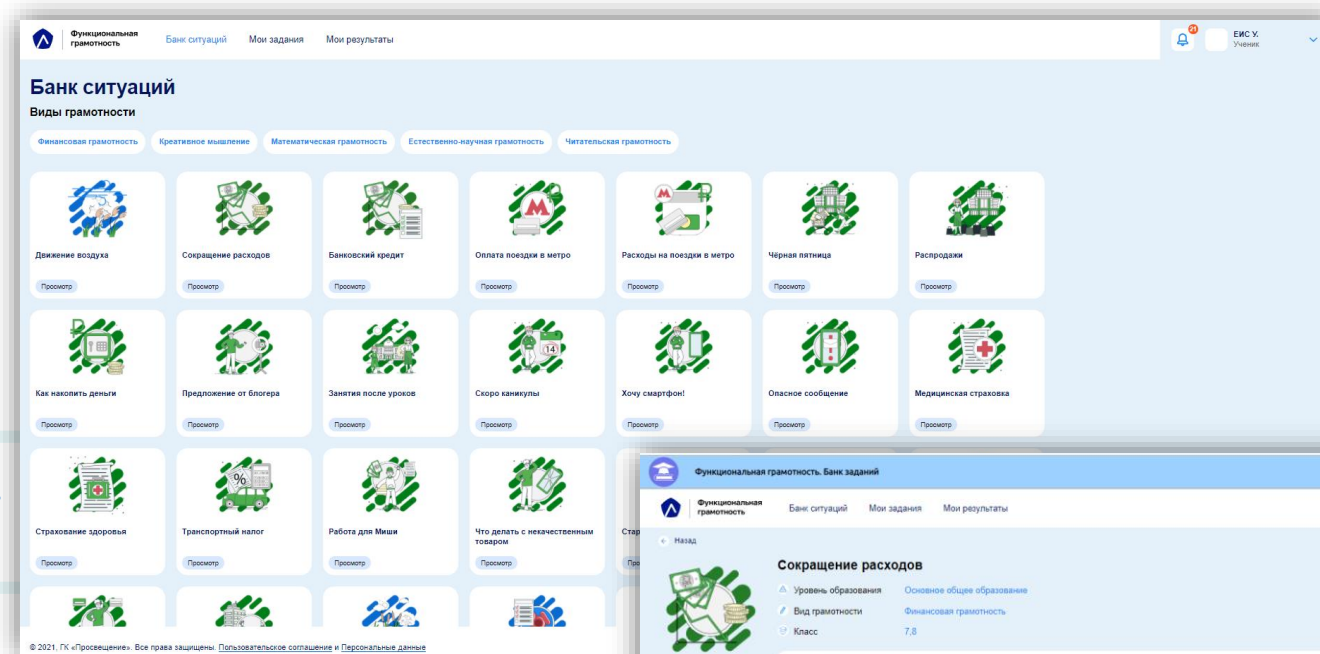 Функциональная
грамотность
Банк ситуаций Мои задания Мои результаты
21
ЕИС У.
Ученик
Банк ситуаций
Виды грамотности
Финансовая грамотность Креативное мышление Математическая грамотность Естественно-научная грамотность Читательская грамотность
Движение воздуха Сокращение расходов Банковский кредит Оплата поездки в метро Расходы на поездки в метро Чёрная пятница Распродажи
Просмотр Просмотр Просмотр Просмотр Просмотр Просмотр Просмотр
14
Как накопить деньги Предложение от блогера Занятия после уроков Скоро каникулы Хочу смартфон! Опасное сообщение Медицинская страховка
Просмотр Просмотр Просмотр Просмотр Просмотр Просмотр Просмотр
%
Страхование здоровья Транспортный налог Работа для Миши Что делать с некачественным Стар
товаром
Просмотр Просмотр Просмотр Просмотр Про
© 2021, ГК «Просвещение». Все права защищены. Пользовательское соглашение и Персональные данные
Функциональная грамотность. Банк заданий
Функциональная
грамотность
Банк ситуаций Мои задания Мои результаты
Назад
Сокращение расходов
Уровень образования Основное общее образование
Вид грамотности Финансовая грамотность
Класс 7,8